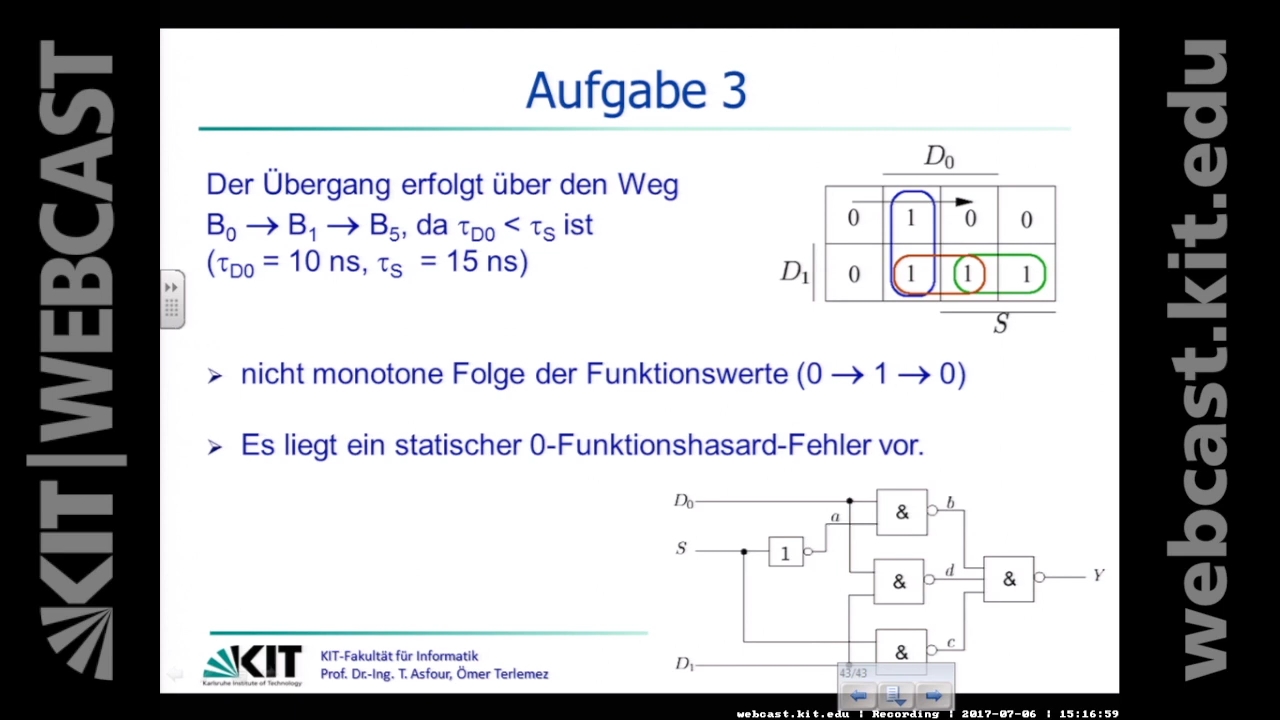 KIT|WEBCAST
Aufgabe 3
Der Übergang erfolgt über den Weg
B₀ → B₁ → B₅, da τ_D0 < τ_S ist
(τ_D0 = 10 ns, τ_S = 15 ns)
D₀
0 1 0 0
D₁ 0 1 1 1
S
➢ nicht monotone Folge der Funktionswerte (0 → 1 → 0)
➢ Es liegt ein statischer 0-Funktionshasard-Fehler vor.
D₀ & b
a
S 1
& d & Y
& c
D₁
KIT
Karlsruhe Institute of Technology
KIT-Fakultät für Informatik
Prof. Dr.-Ing. T. Asfour, Ömer Terlemez
43/43
webcast.kit.edu
webcast.kit.edu | Recording | 2017-07-06 | 15:16:59